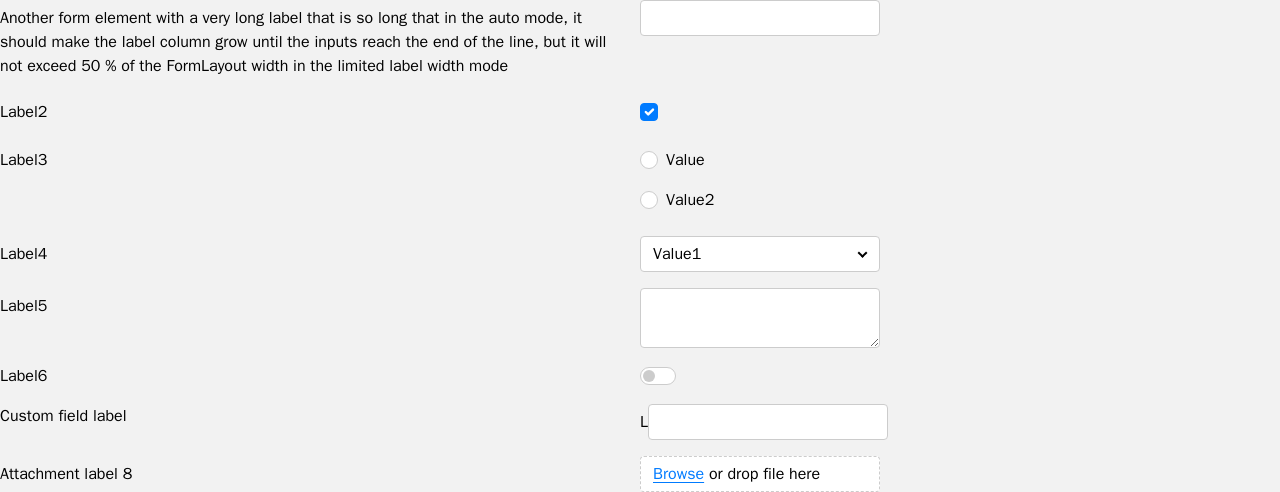 Another form element with a very long label that is so long that in the auto mode, it
should make the label column grow until the inputs reach the end of the line, but it will
not exceed 50 % of the FormLayout width in the limited label width mode
Label2
Label3
Value
Value2
Label4
Value1
Label5
Label6
Custom field label
L
Attachment label 8
Browse or drop file here